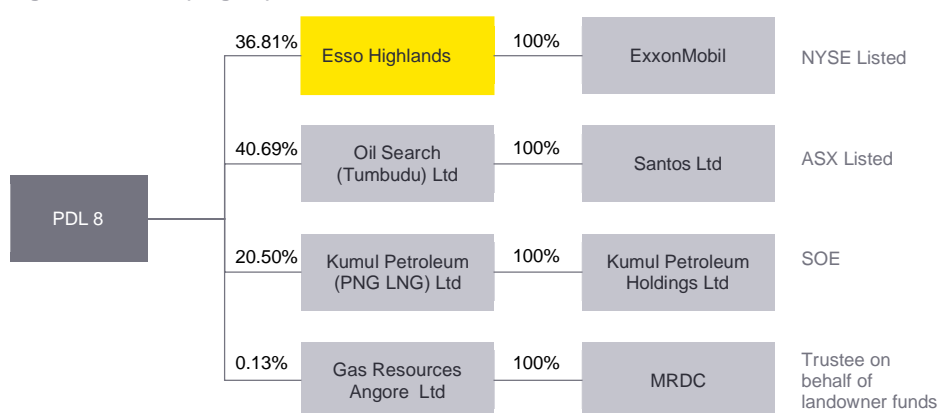 36.81%
Esso Highlands
100%
ExxonMobil
NYSE Listed
40.69%
Oil Search
(Tumbudu) Ltd
100%
Santos Ltd
ASX Listed
PDL 8
20.50%
Kumul Petroleum
(PNG LNG) Ltd
100%
Kumul Petroleum
Holdings Ltd
SOE
0.13%
Gas Resources
Angore Ltd
100%
MRDC
Trustee on
behalf of
landowner funds